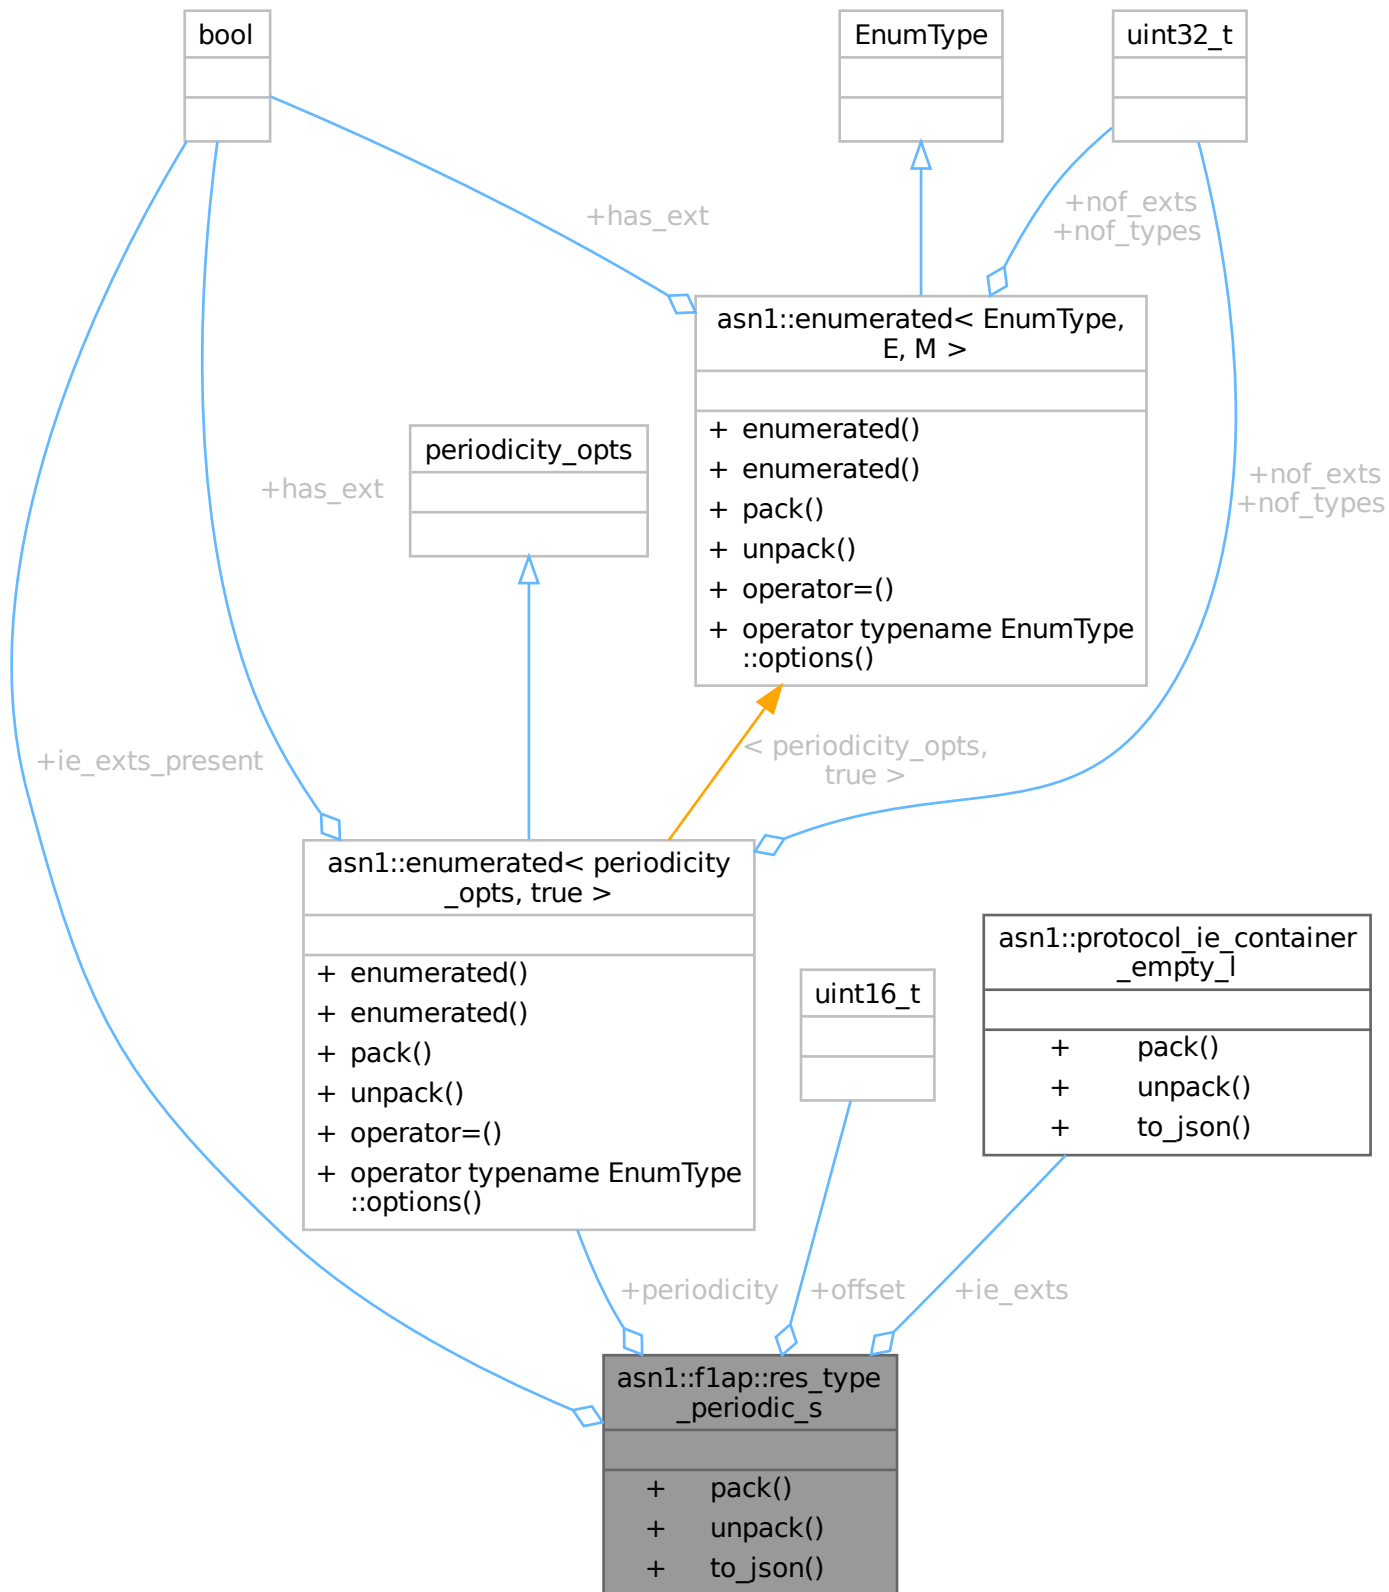 bool
EnumType
uint32_t
+has_ext
+nof_exts
+nof_types
asn1::enumerated< EnumType,
E, M >
+ enumerated()
+ enumerated()
+ pack()
+ unpack()
+ operator=()
+ operator typename EnumType
::options()
periodicity_opts
+has_ext
+nof_exts
+nof_types
+ie_exts_present
< periodicity_opts,
true >
asn1::enumerated< periodicity
_opts, true >
+ enumerated()
+ enumerated()
+ pack()
+ unpack()
+ operator=()
+ operator typename EnumType
::options()
uint16_t
asn1::protocol_ie_container
_empty_l
+ pack()
+ unpack()
+ to_json()
+periodicity
+offset
+ie_exts
asn1::f1ap::res_type
_periodic_s
+ pack()
+ unpack()
+ to_json()